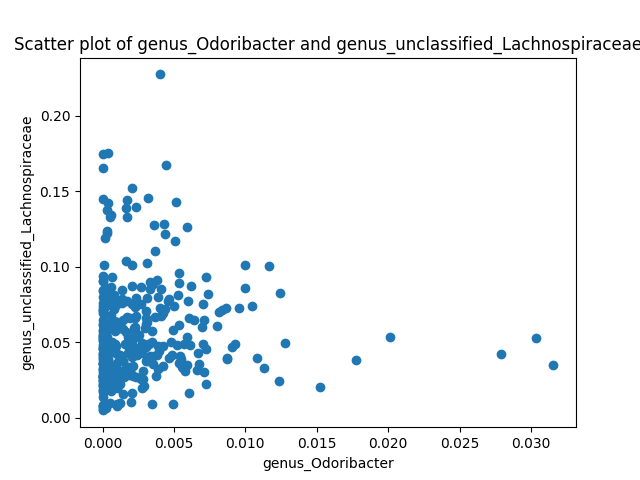 Scatter plot of genus_Odoribacter and genus_unclassified_Lachnospiraceae
genus_unclassified_Lachnospiraceae
0.20
0.15
0.10
0.05
0.00
0.000 0.005 0.010 0.015 0.020 0.025 0.030
genus_Odoribacter